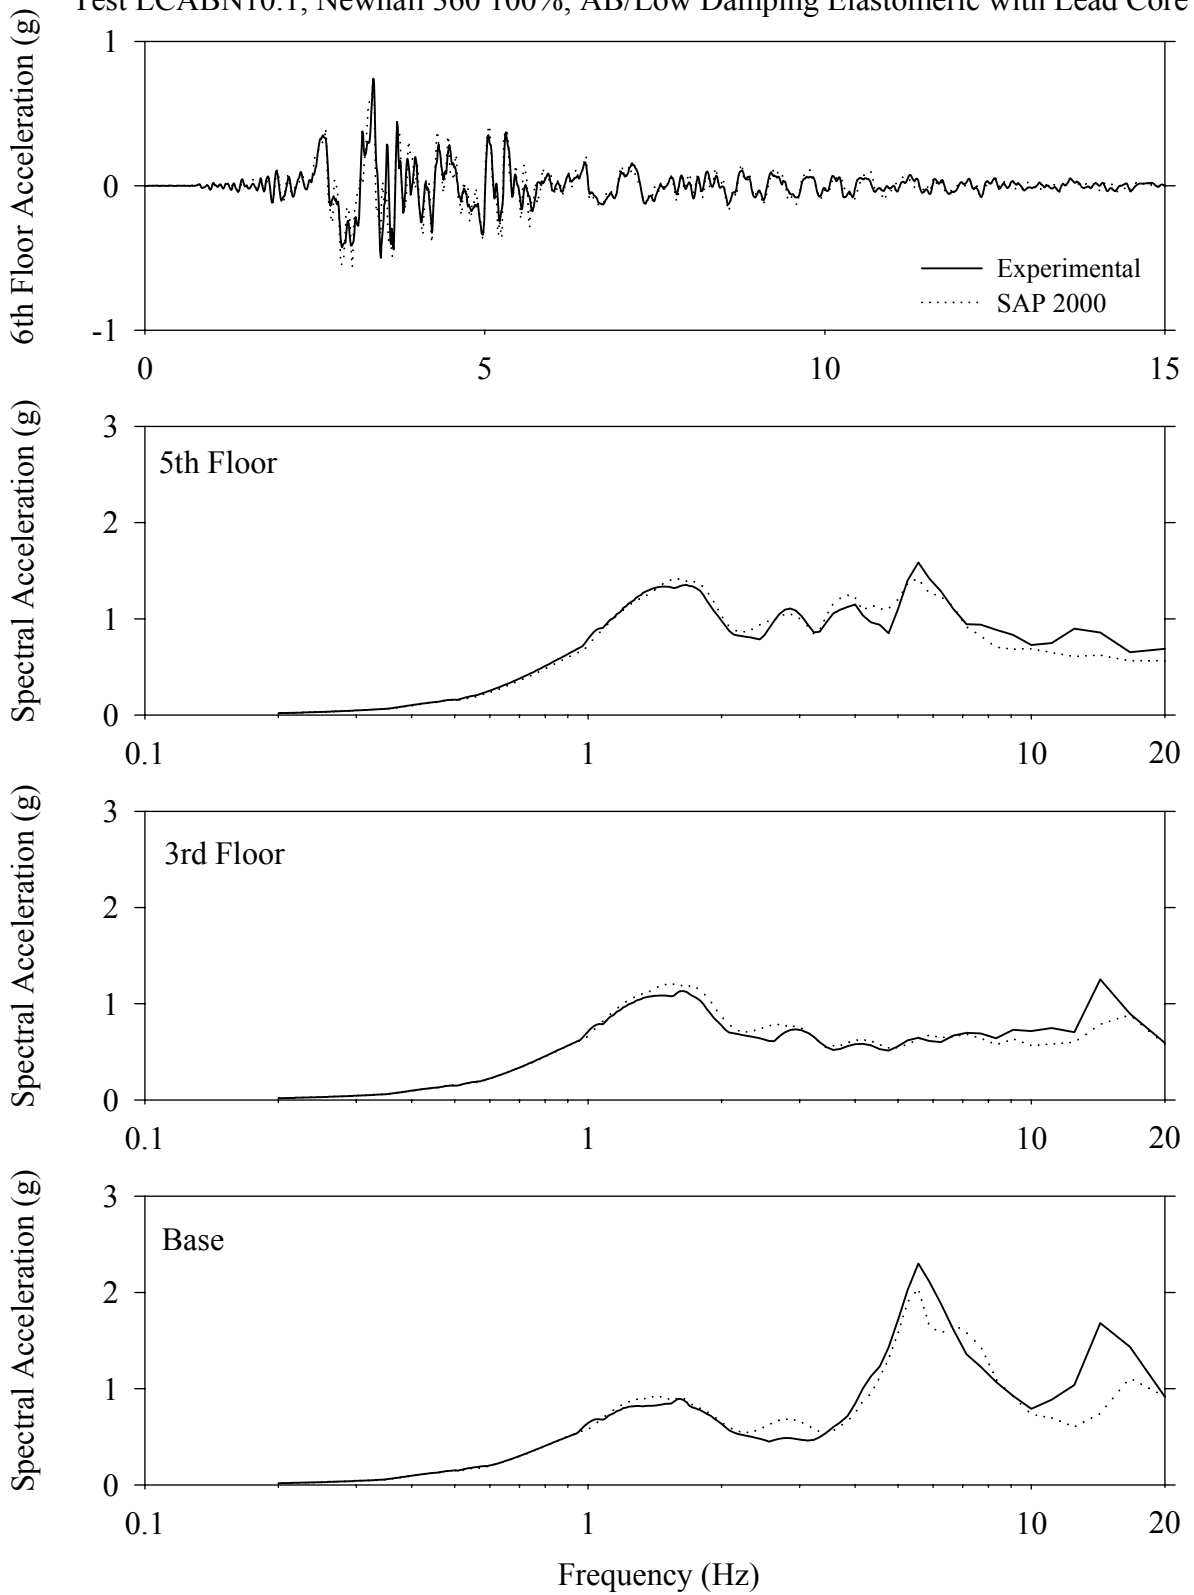 Test LCABN10.1, Newhall 360 100%, AB/Low Damping Elastomeric with Lead Core
6th Floor Acceleration (g)
1
0
-1
Experimental
SAP 2000
0 5 10 15
Spectral Acceleration (g)
3
5th Floor
2
1
0
0.1 1 10 20
Spectral Acceleration (g)
3
3rd Floor
2
1
0
0.1 1 10 20
Spectral Acceleration (g)
3
Base
2
1
0
0.1 1 10 20
Frequency (Hz)